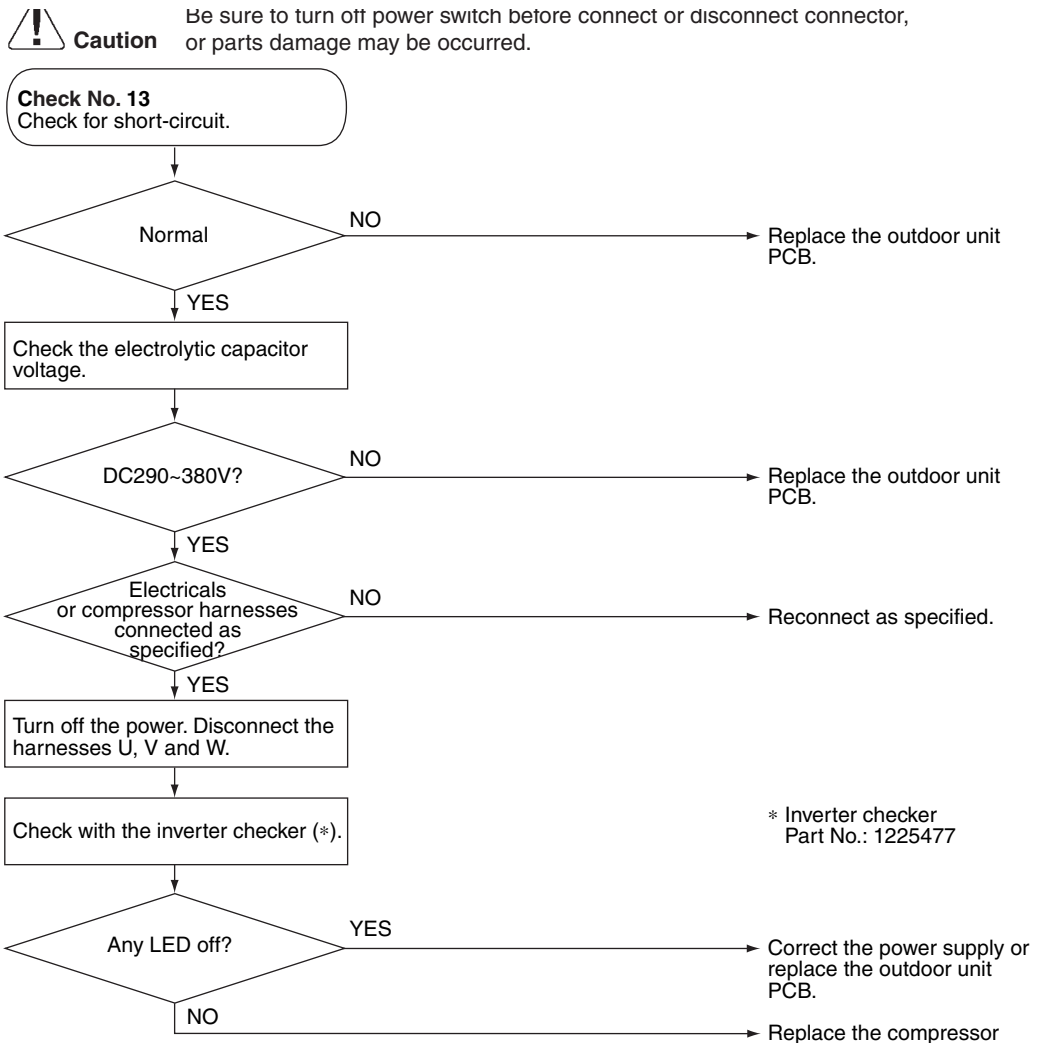 Be sure to turn off power switch before connect or disconnect connector,
Caution
or parts damage may be occurred.
Check No. 13
Check for short-circuit.
Normal
NO
Replace the outdoor unit
PCB.
YES
Check the electrolytic capacitor
voltage.
DC290~380V?
NO
Replace the outdoor unit
PCB.
YES
Electricals
or compressor harnesses
connected as
specified?
NO
Reconnect as specified.
YES
Turn off the power. Disconnect the
harnesses U, V and W.
Check with the inverter checker (*).
* Inverter checker
Part No.: 1225477
Any LED off?
YES
Correct the power supply or
replace the outdoor unit
PCB.
NO
Replace the compressor